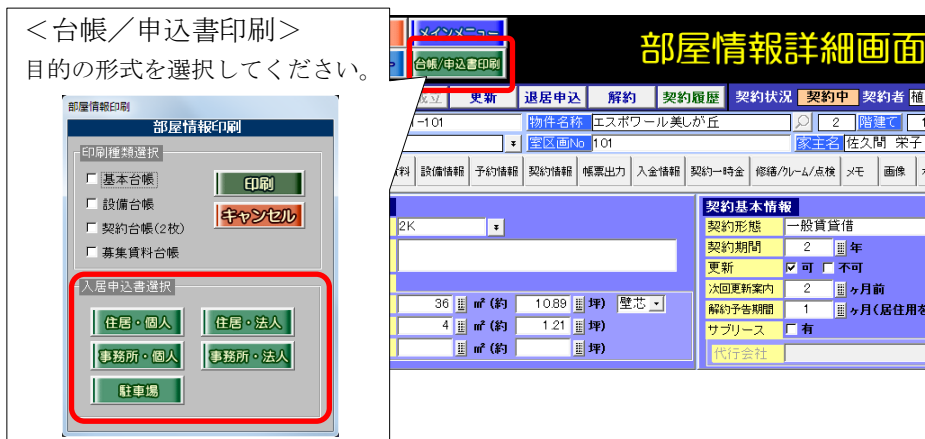 ＜台帳／申込書印刷＞
目的の形式を選択してください。
部屋情報印刷
部屋情報印刷
印刷種類選択
基本台帳
設備台帳
契約台帳(2枚)
募集賃料台帳
印刷
キャンセル
入居申込書選択
住居・個人
住居・法人
事務所・個人
事務所・法人
駐車場
メインメニュー
台帳/申込書印刷
部屋情報詳細画面
更新
退居申込
解約
契約履歴
契約状況
契約中
契約者
-101
物件名称
エスポワール美しが丘
2
階建て
1
室区画No
101
家主名
佐久間 栄子
設備情報
予約情報
契約情報
帳票出力
入金情報
契約一時金
修繕/クレーム/点検
メモ
画像
2K
36 ㎡(約 10.89 坪) 壁芯
4 ㎡(約 1.21 坪)
㎡(約 坪)
契約基本情報
契約形態 一般賃貸借
契約期間 2 年
更新 可 不可
次回更新案内 2 ヶ月前
解約予告期間 1 ヶ月(居住用を
サブリース 有
代行会社